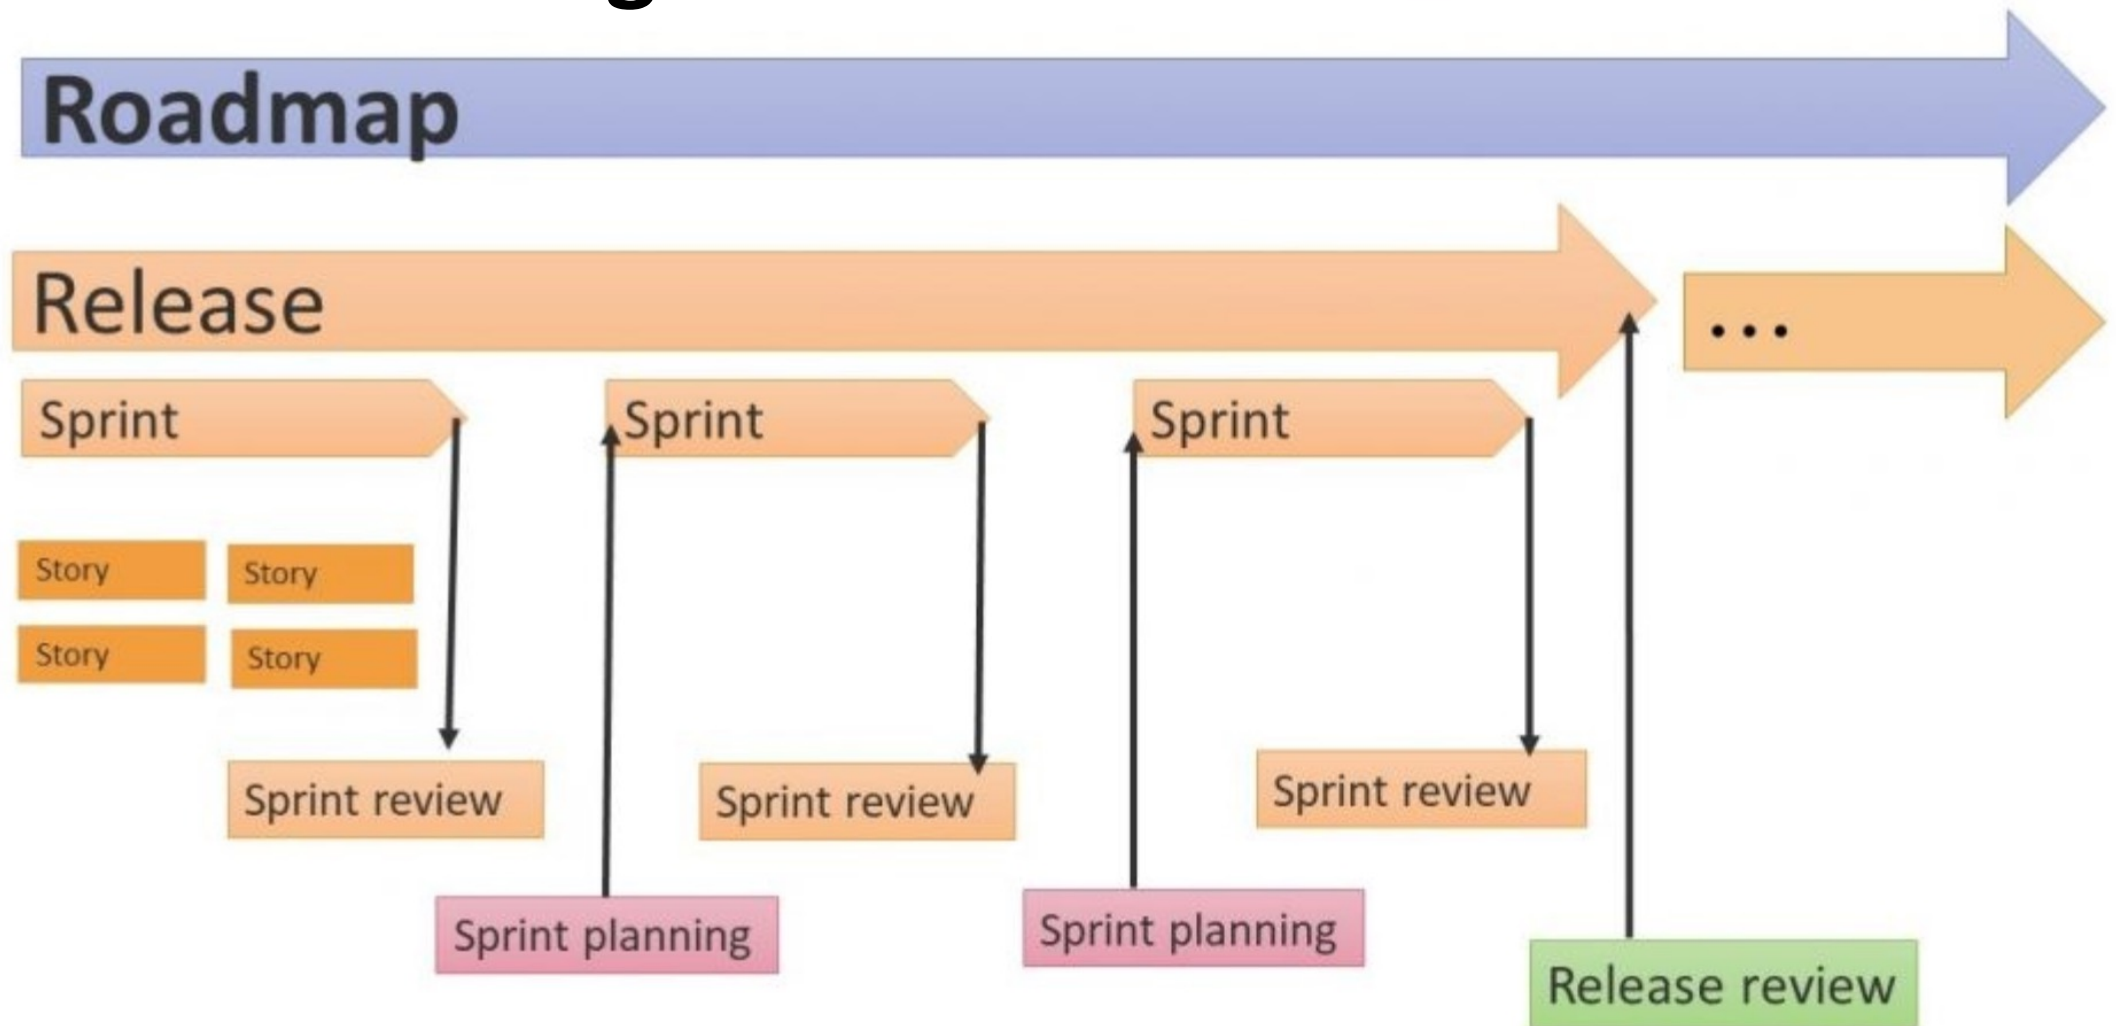 Roadmap
Release
...
Sprint
Sprint
Sprint
Story
Story
Story
Story
Sprint review
Sprint review
Sprint review
Sprint planning
Sprint planning
Release review